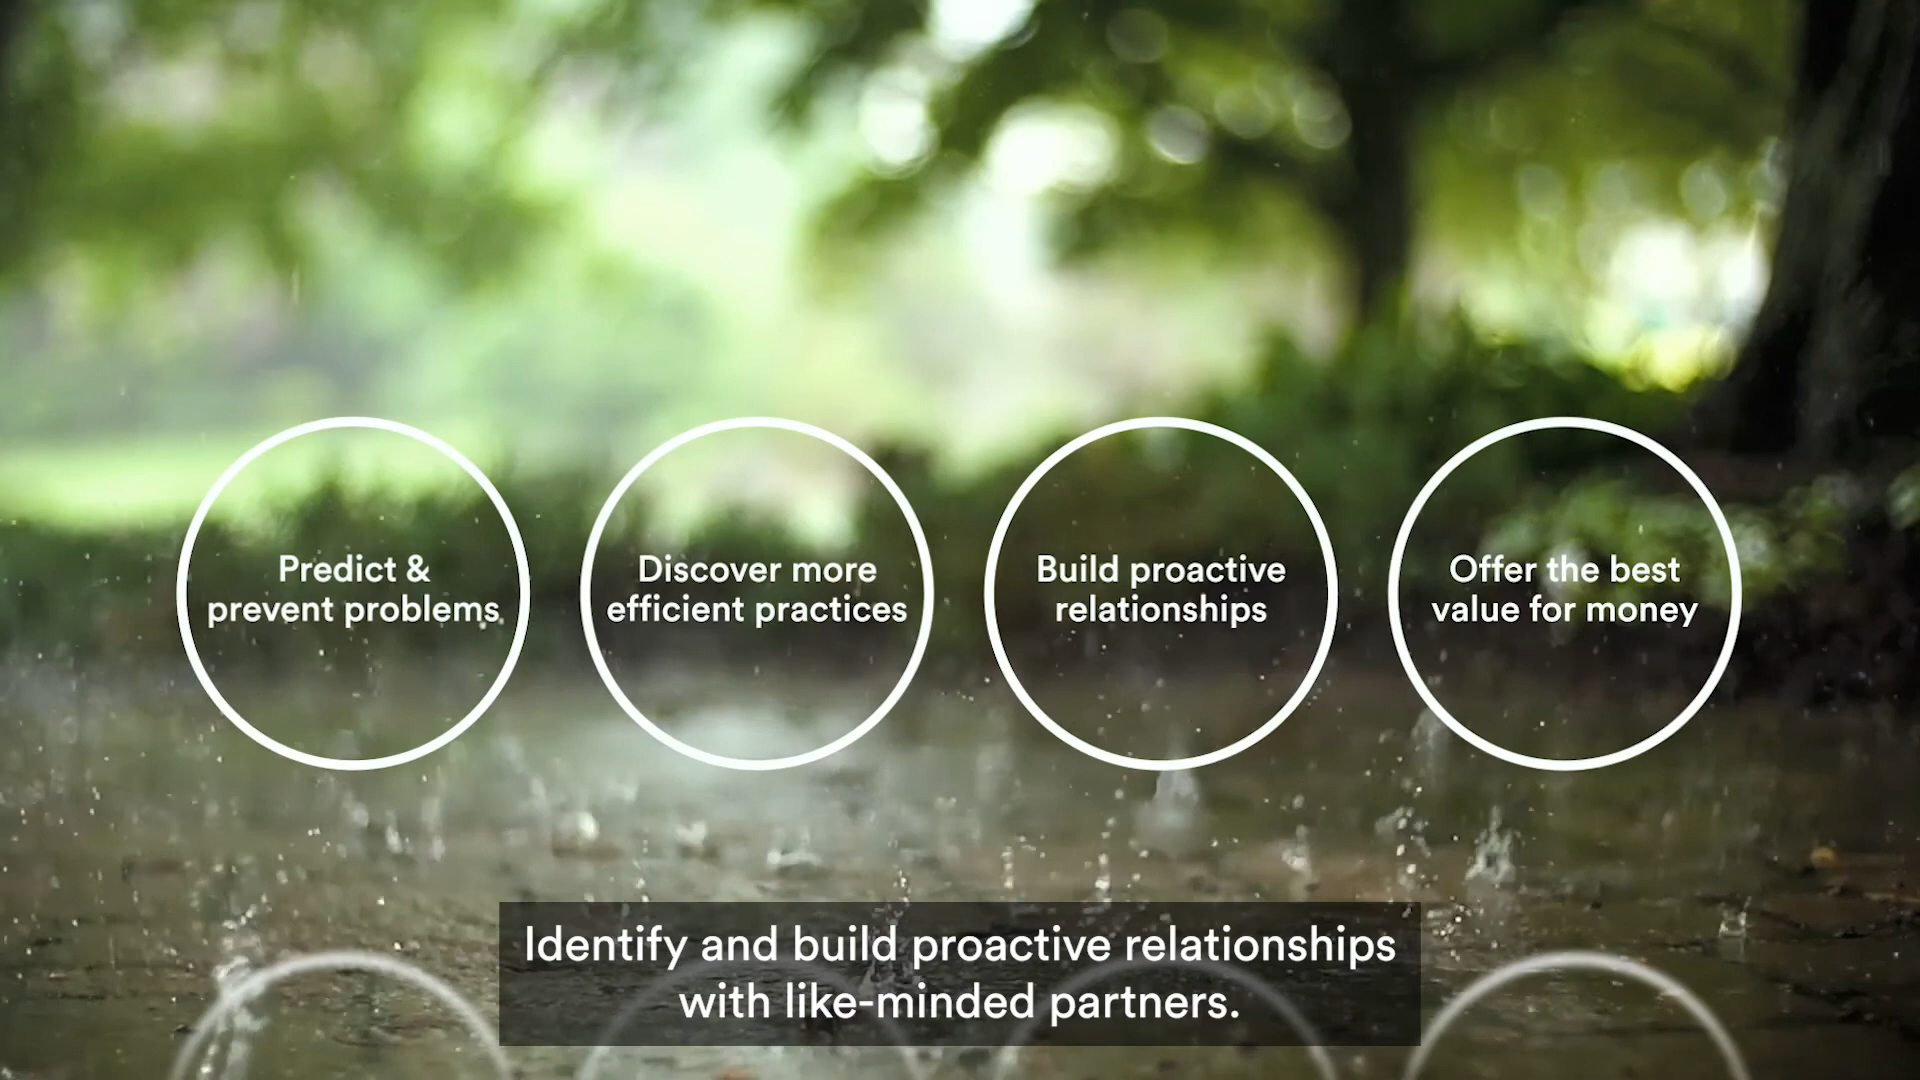 Predict &
prevent problems
Discover more
efficient practices
Build proactive
relationships
Offer the best
value for money
Identify and build proactive relationships
with like-minded partners.